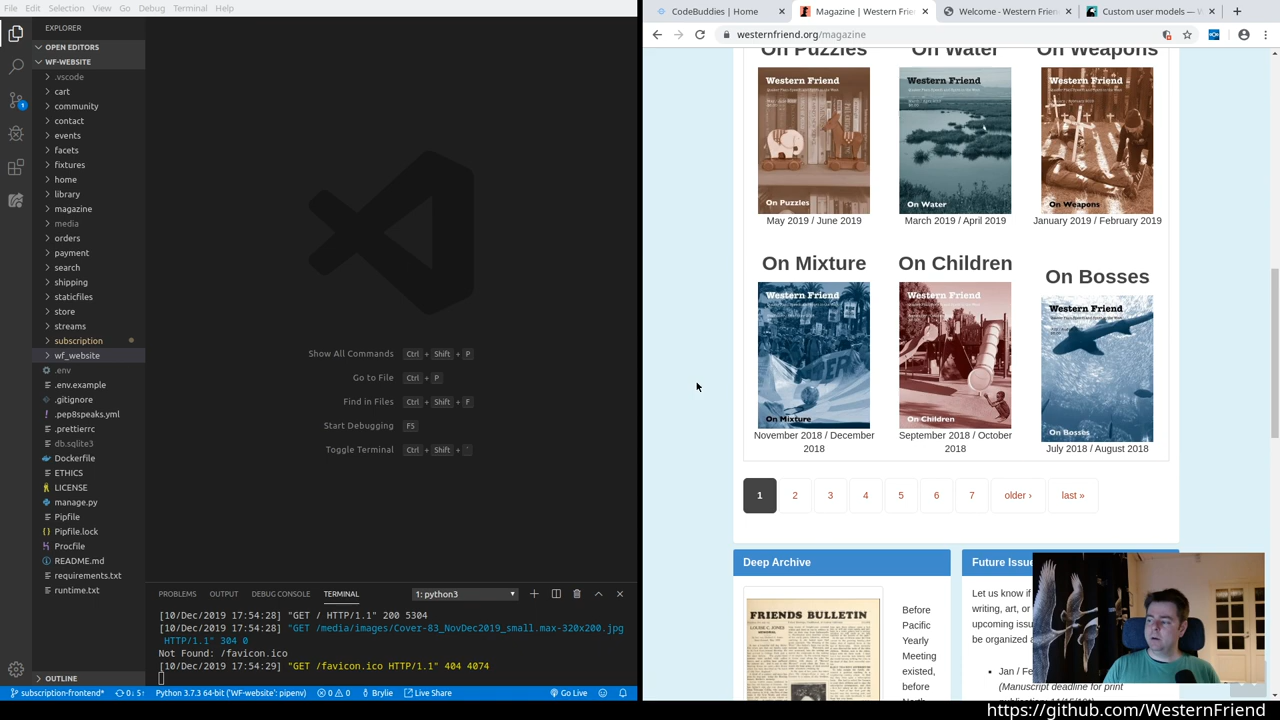 File Edit Selection View Go Debug Terminal Help
EXPLORER
OPEN EDITORS
WF-WEBSITE
.vscode
cart
community
contact
events
facets
fixtures
home
library
magazine
media
orders
payment
search
shipping
staticfiles
store
streams
subscription
wf_website
.env
.env.example
.gitignore
.pep8speaks.yml
.prettierrc
db.sqlite3
Dockerfile
ETHICS
LICENSE
manage.py
Pipfile
Pipfile.lock
Procfile
README.md
requirements.txt
runtime.txt
Show All Commands Ctrl + Shift + P
Go to File Ctrl + P
Find in Files Ctrl + Shift + F
Start Debugging F5
Toggle Terminal Ctrl + Shift + `
PROBLEMS OUTPUT DEBUG CONSOLE TERMINAL 1: python3
[10/Dec/2019 17:54:28] "GET / HTTP/1.1" 200 5304
[10/Dec/2019 17:54:28] "GET /media/images/Cover-83_NovDec2019_small.max-320x200.jpg
HTTP/1.1" 304 0
Not Found: /favicon.ico
[10/Dec/2019 17:54:29] "GET /favicon.ico HTTP/1.1" 404 4074
subscription-frontend* Python 3.7.3 64-bit ('WF-website': pipenv) 0 0 Brylie Live Share Go Live
CodeBuddies | Home
Magazine | Western Frie
Welcome - Western Frien
Custom user models — W
westernfriend.org/magazine
On Puzzles On Water On Weapons
Western Friend Western Friend Western Friend
On Puzzles On Water On Weapons
May 2019 / June 2019 March 2019 / April 2019 January 2019 / February 2019
On Mixture On Children On Bosses
Western Friend Western Friend Western Friend
On Mixture On Children On Bosses
November 2018 / December 2018
September 2018 / October 2018
July 2018 / August 2018
1 2 3 4 5 6 7 older › last »
Deep Archive
FRIENDS BULLETIN
Before
Pacific
Yearly
Meeting
existed,
before
Future Issue
Let us know if
writing, art, or
upcoming issu
be organized
Jan / Fe
deadline for print
https://github.com/WesternFriend